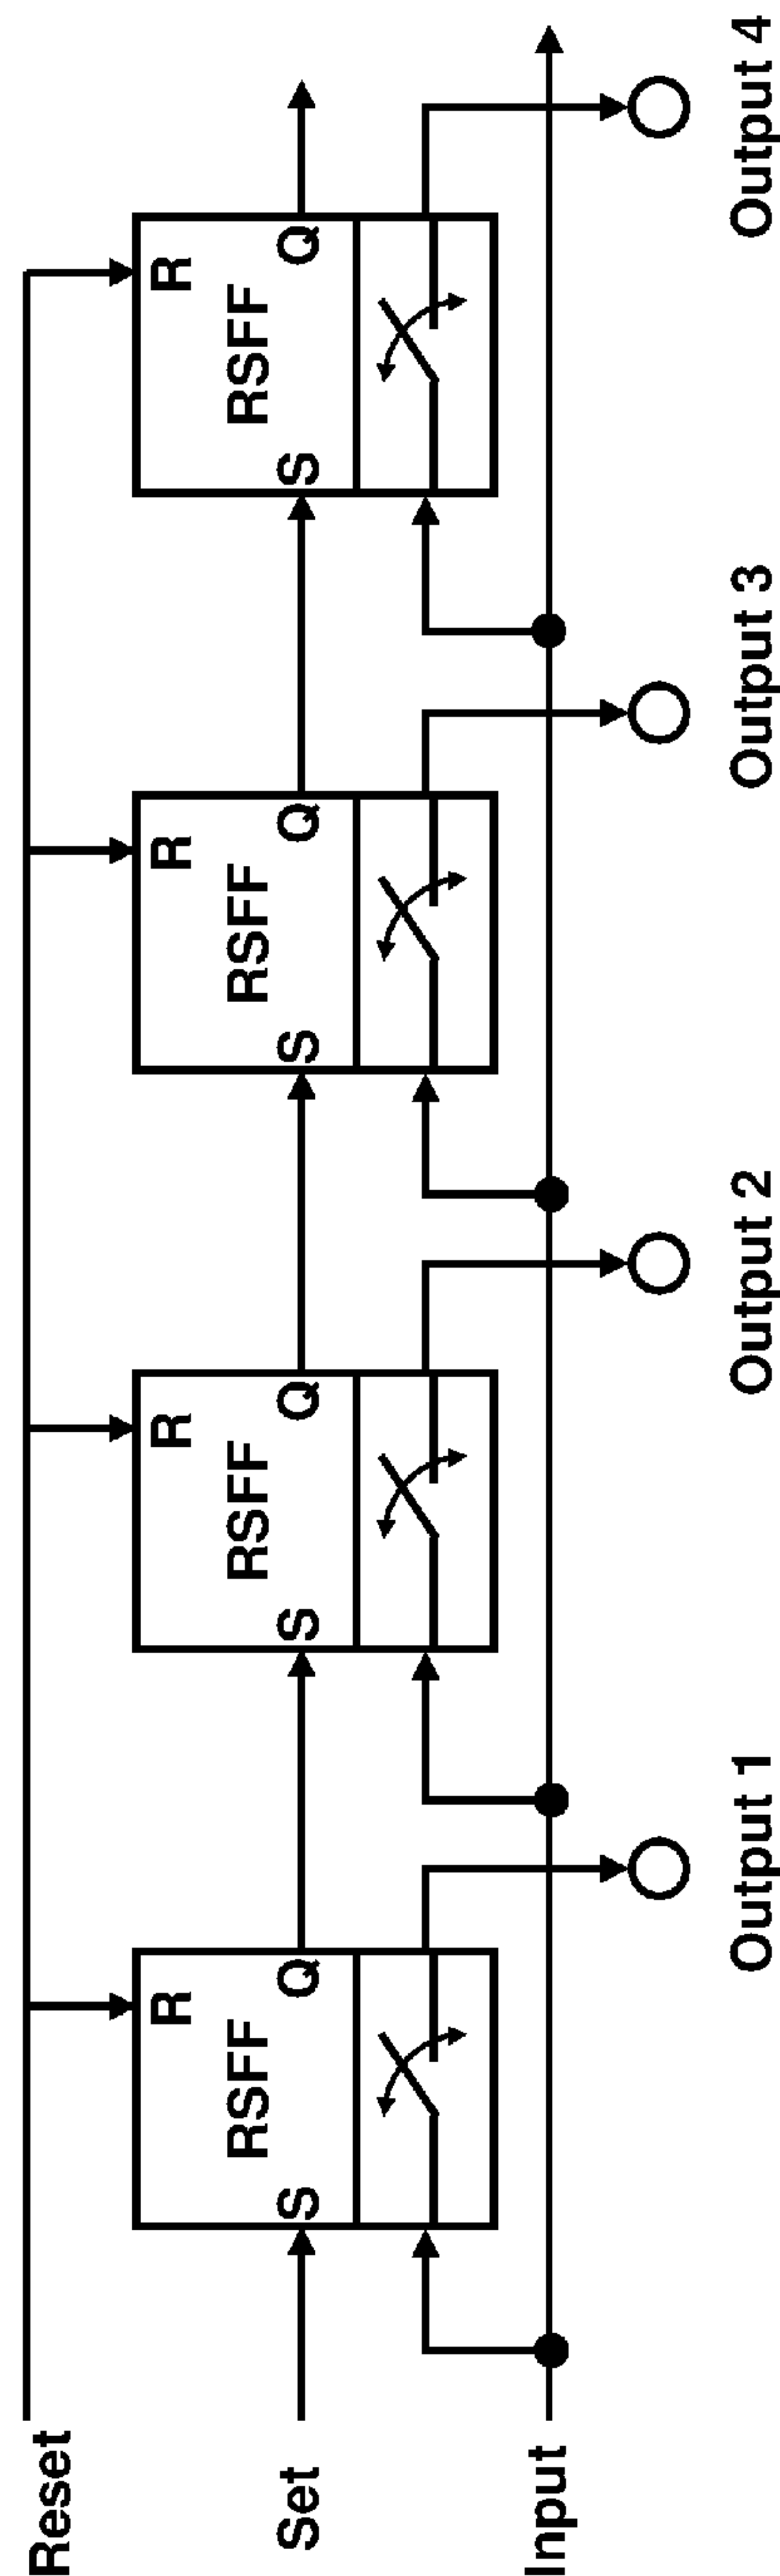 Reset
R
R
R
R
RSFF
RSFF
RSFF
RSFF
Set
S
Q
S
Q
S
Q
S
Q
Input
Output 1
Output 2
Output 3
Output 4